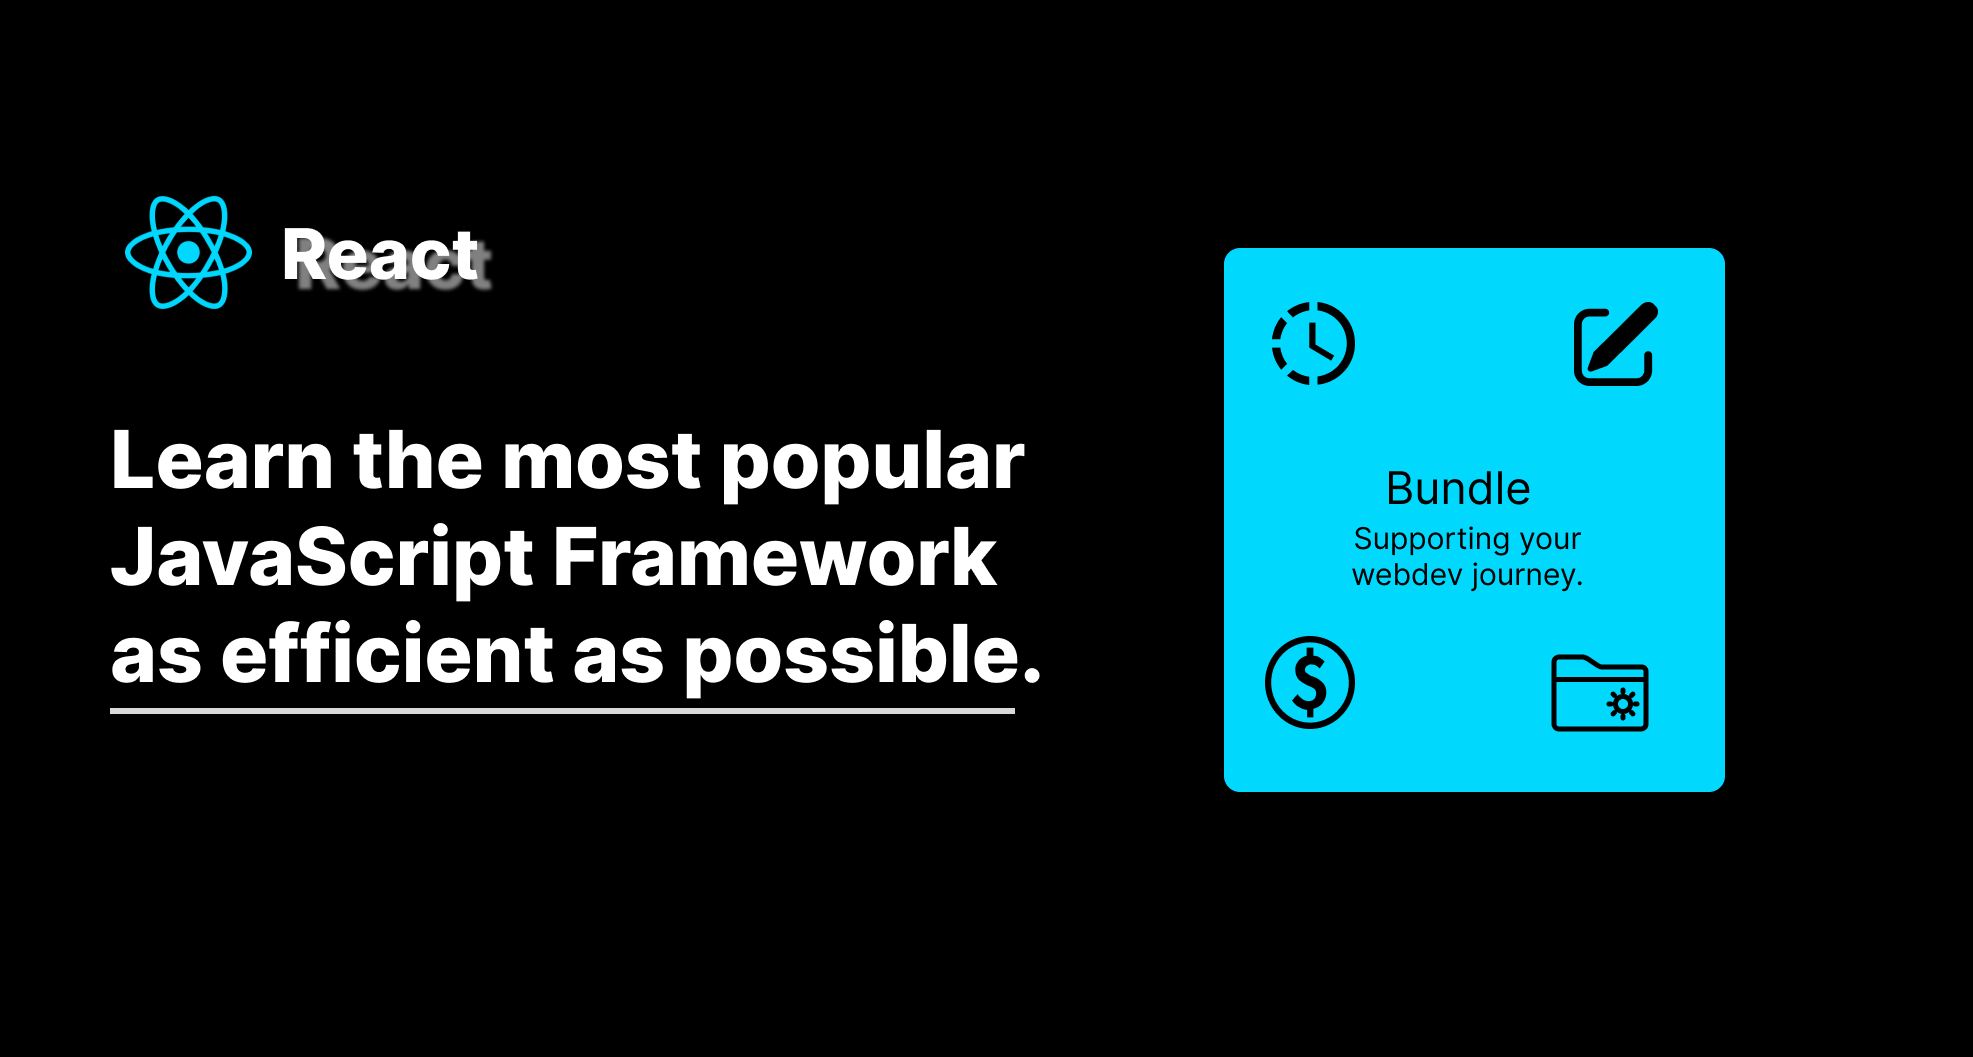 React
Learn the most popular
JavaScript Framework
as efficient as possible.
Bundle
Supporting your
webdev journey.